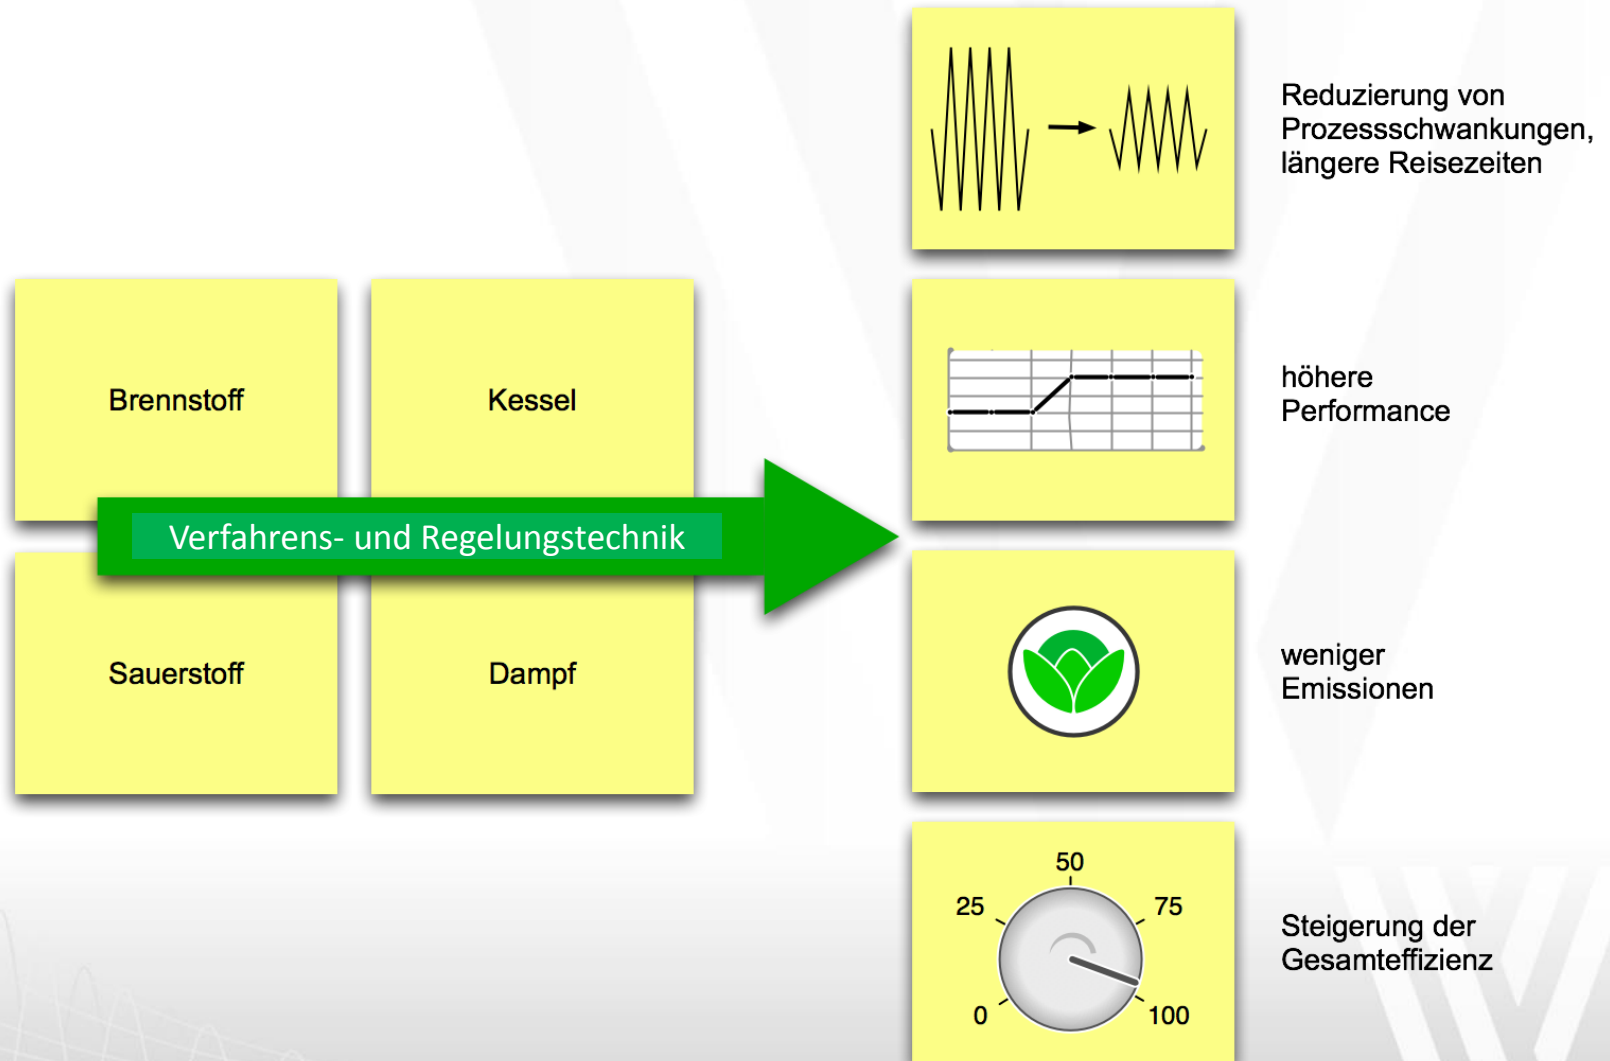 Brennstoff
Kessel
Verfahrens- und Regelungstechnik
Sauerstoff
Dampf
Reduzierung von
Prozessschwankungen,
längere Reisezeiten
höhere
Performance
weniger
Emissionen
50
25
75
0
100
Steigerung der
Gesamteffizienz